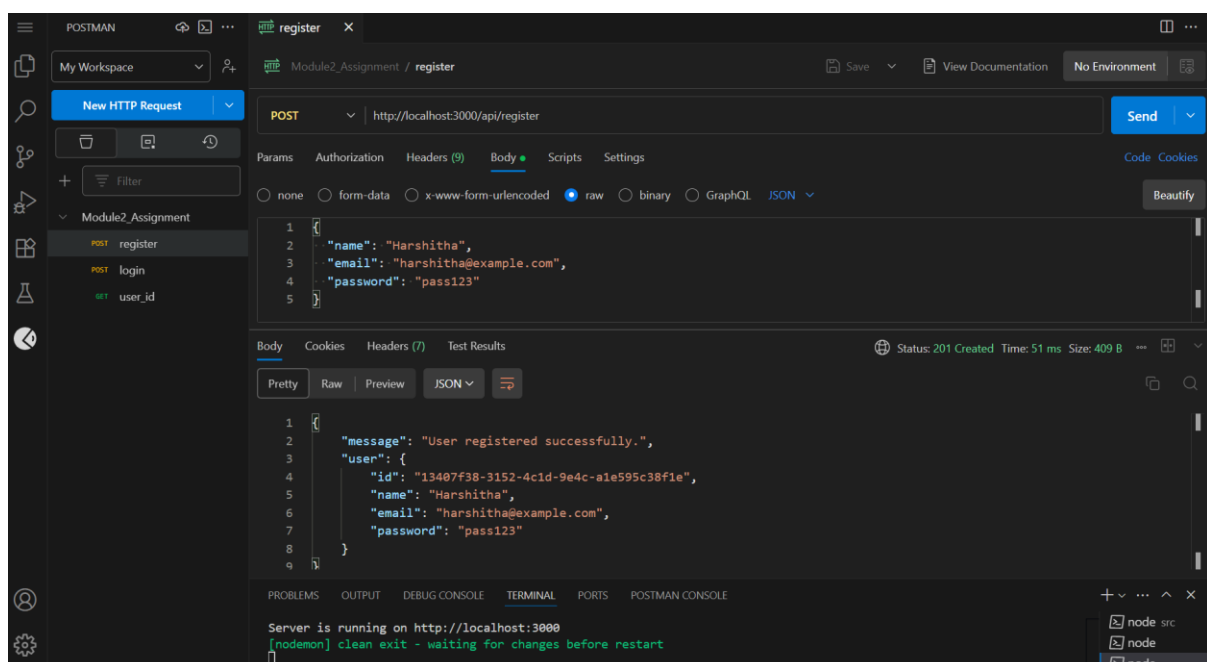 POSTMAN ··· HTTP register
My Workspace HTTP Module2_Assignment / register Save View Documentation No Environment
New HTTP Request POST http://localhost:3000/api/register Send
Params Authorization Headers (9) Body Scripts Settings Code Cookies
Filter none form-data x-www-form-urlencoded raw binary GraphQL JSON Beautify
Module2_Assignment
POST register
POST login
GET user_id
1 {
2 "name": "Harshitha",
3 "email": "harshitha@example.com",
4 "password": "pass123"
5 }
Body Cookies Headers (7) Test Results Status: 201 Created Time: 51 ms Size: 409 B
Pretty Raw Preview JSON
1 {
2 "message": "User registered successfully.",
3 "user": {
4 "id": "13407f38-3152-4c1d-9e4c-a1e595c38f1e",
5 "name": "Harshitha",
6 "email": "harshitha@example.com",
7 "password": "pass123"
8 }
9 }
PROBLEMS OUTPUT DEBUG CONSOLE TERMINAL PORTS POSTMAN CONSOLE
Server is running on http://localhost:3000
[nodemon] clean exit - waiting for changes before restart
node src
node